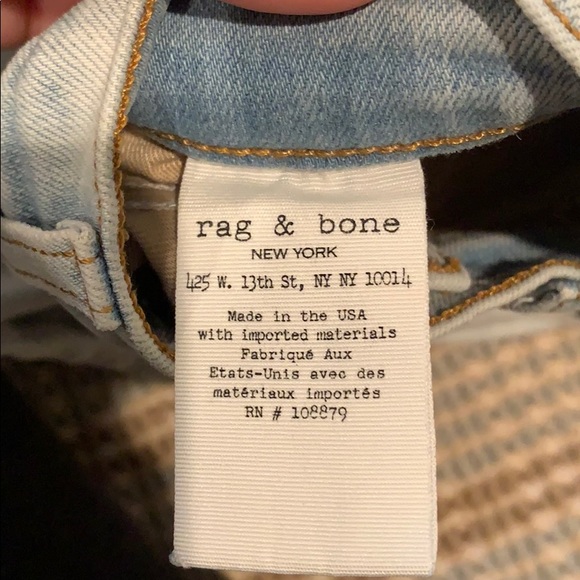 rag & bone
NEW YORK
425 W. 13th St, NY NY 10014
Made in the USA
with imported materials
Fabriqué Aux
Etats-Unis avec des
matériaux importés
RN # 108879